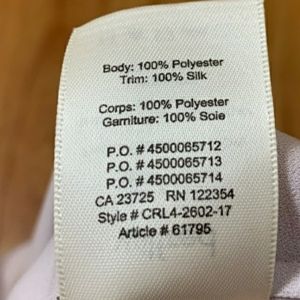 Body: 100% Polyester
Trim: 100% Silk
Corps: 100% Polyester
Garniture: 100% Soie
P.O. # 4500065712
P.O. # 4500065713
P.O. # 4500065714
CA 23725 RN 122354
Style # CRL4-2602-17
Article # 61795